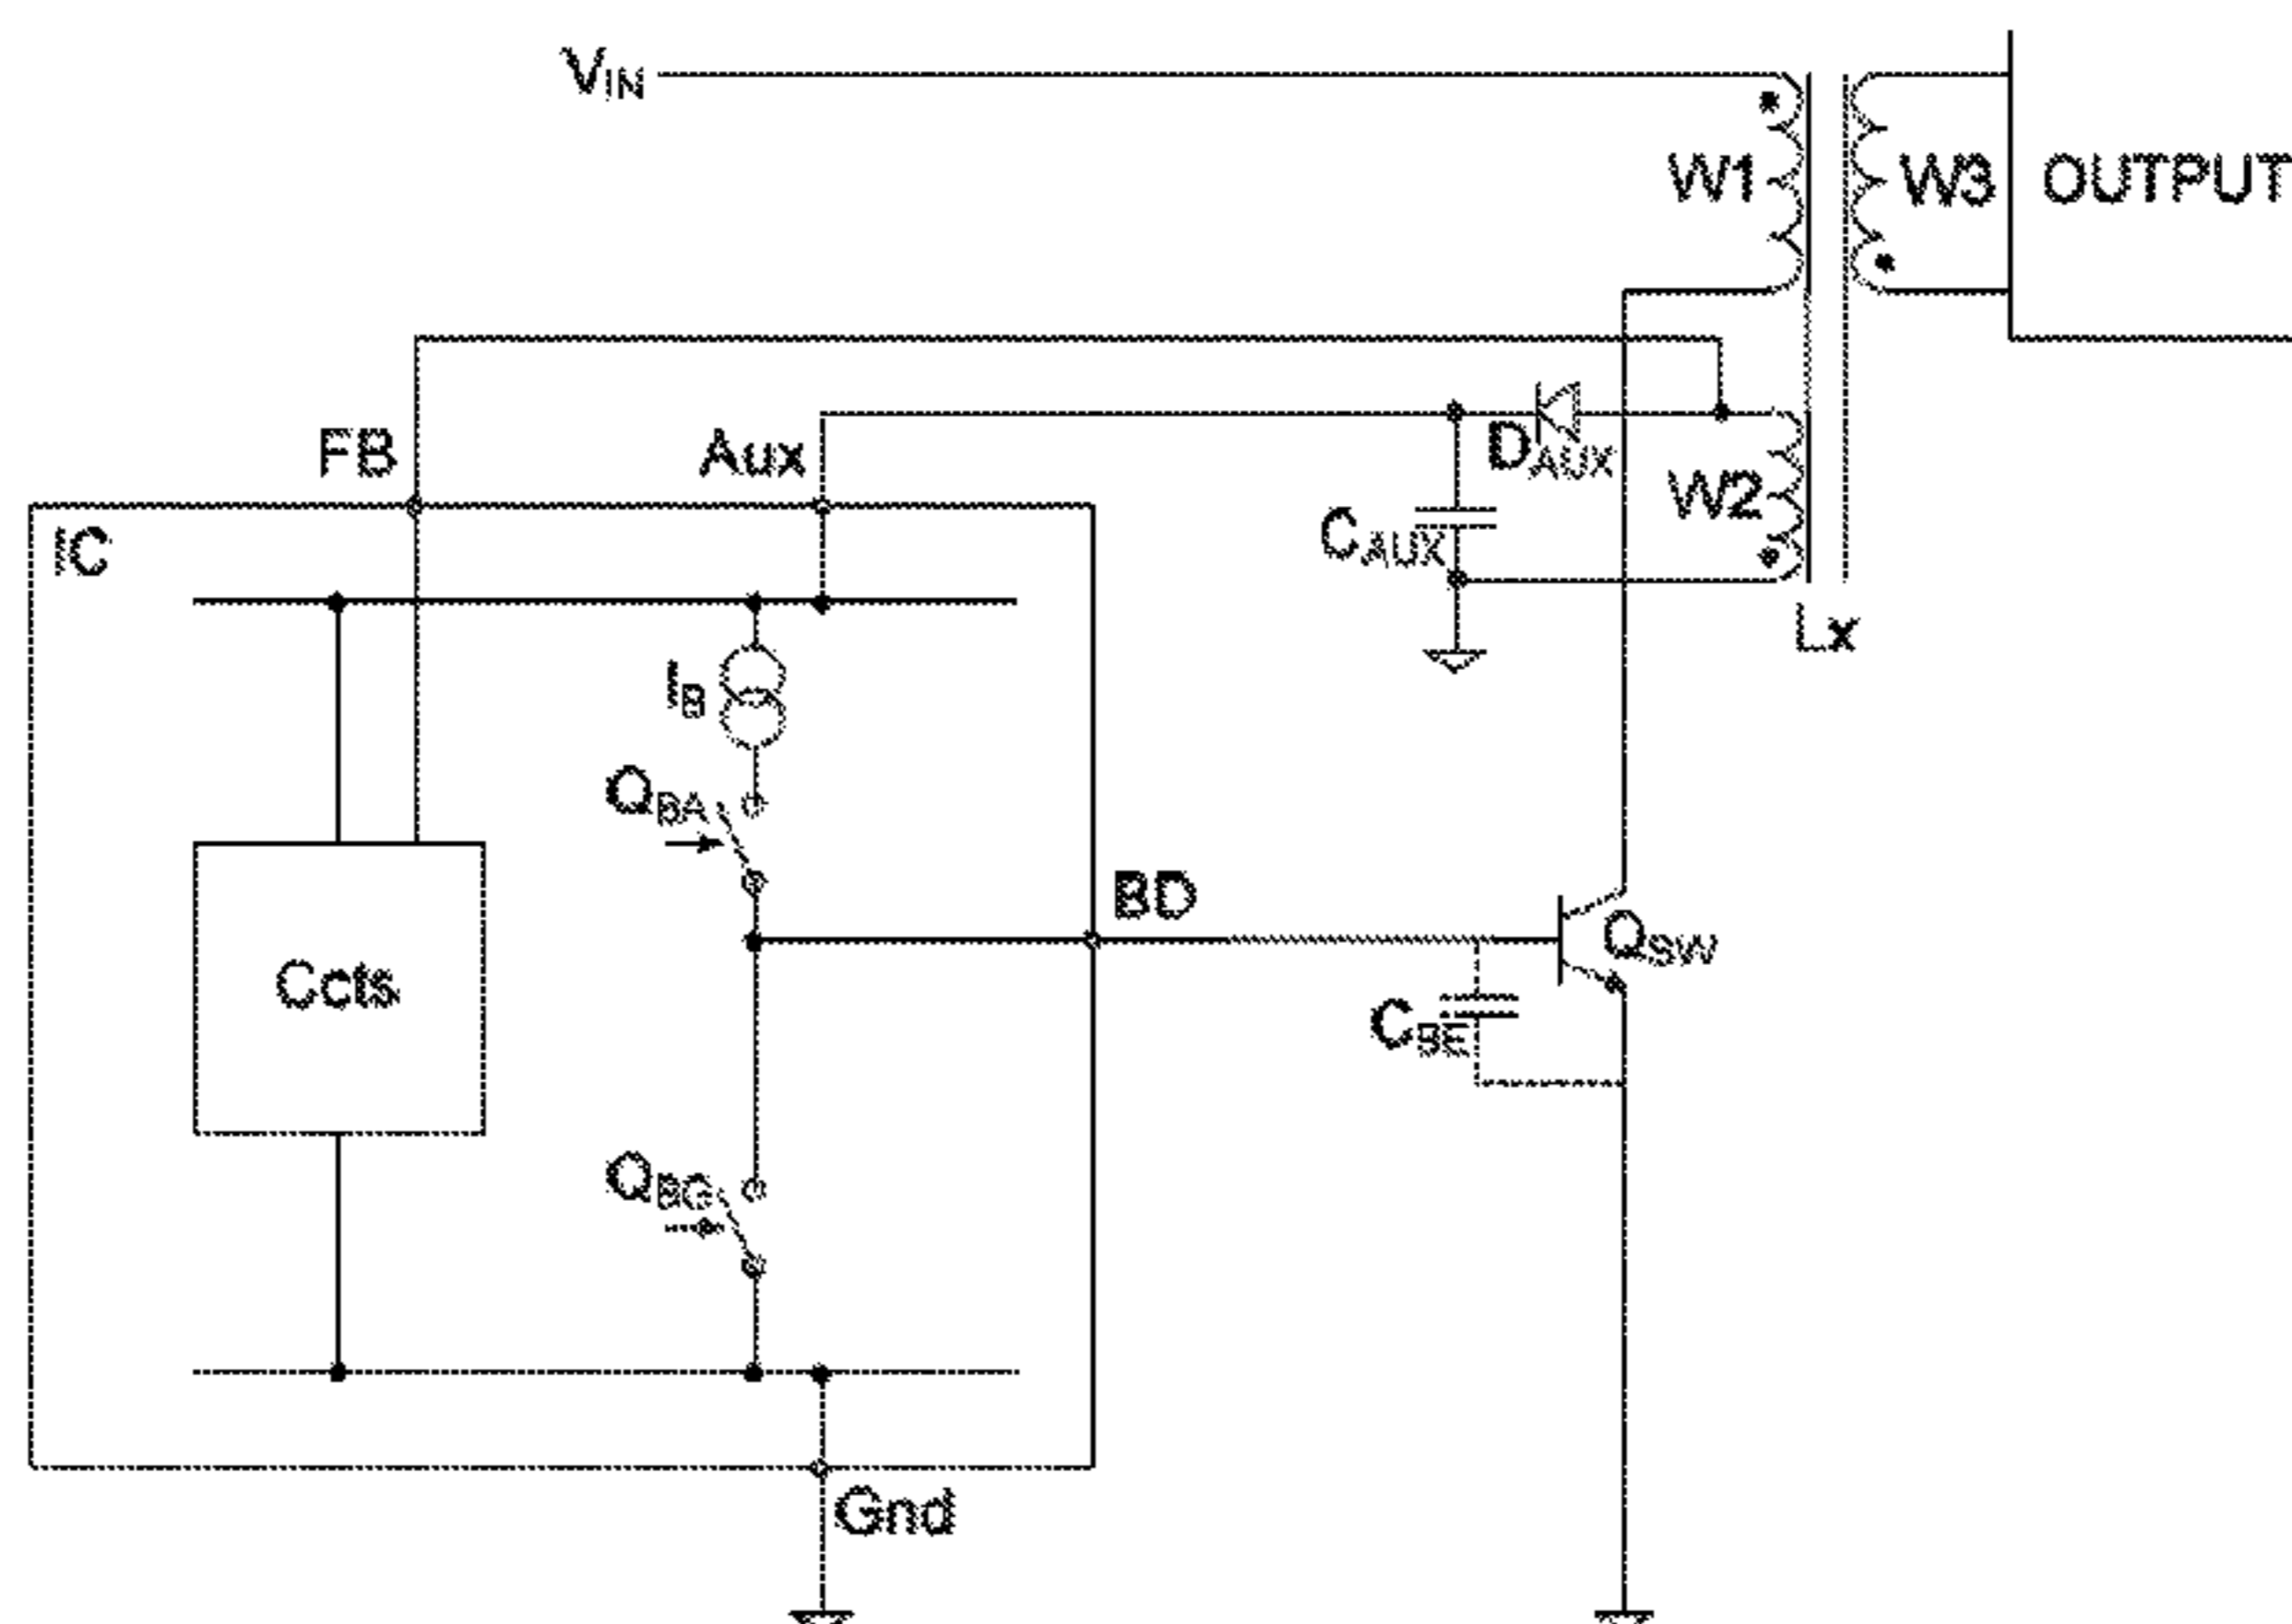 VIN
W1
W3
OUTPUT
FB
Aux
DAUX
W2
CAUX
IC
Lx
IB
QBA
BD
QSW
Ccts
CBE
QBG
Gnd